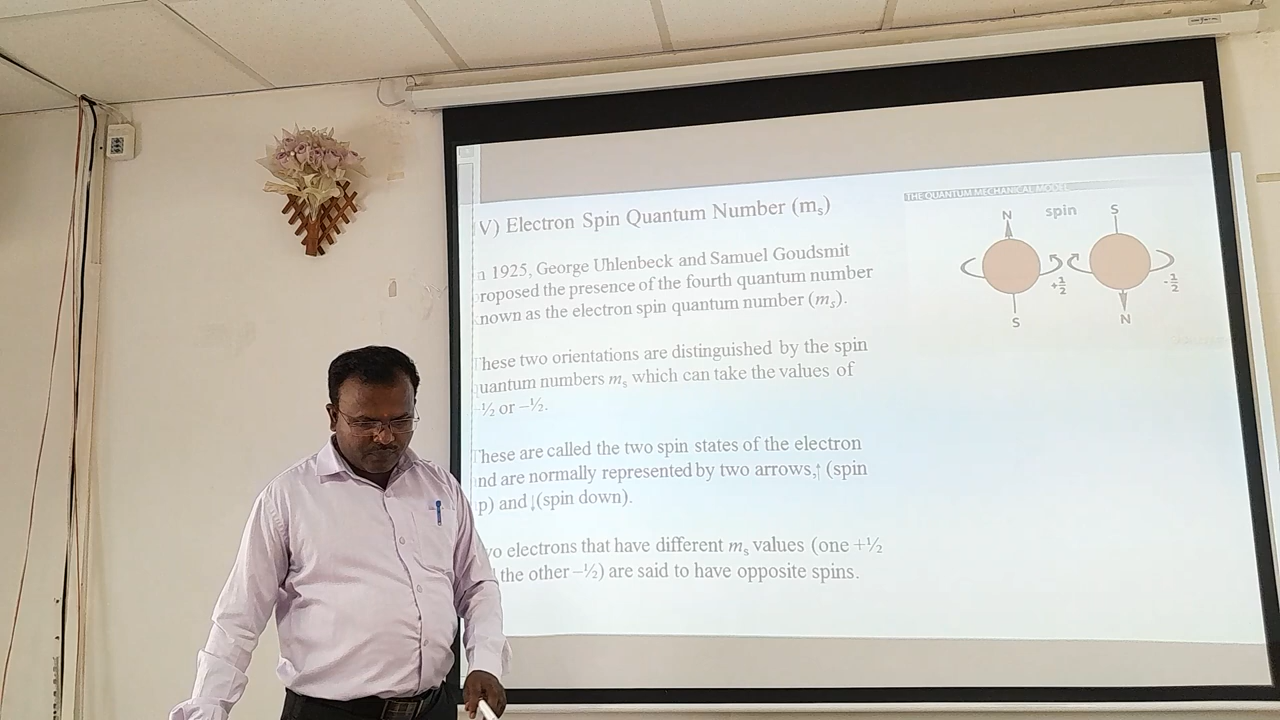 V) Electron Spin Quantum Number (mₛ)
n 1925, George Uhlenbeck and Samuel Goudsmit
roposed the presence of the fourth quantum number
nown as the electron spin quantum number (mₛ).
These two orientations are distinguished by the spin
uantum numbers mₛ which can take the values of
½ or –½.
These are called the two spin states of the electron
nd are normally represented by two arrows,↑ (spin
p) and ↓(spin down).
wo electrons that have different mₛ values (one +½
the other –½) are said to have opposite spins.
THE QUANTUM MECHANICAL MODEL
N spin S
+½ -½
S N